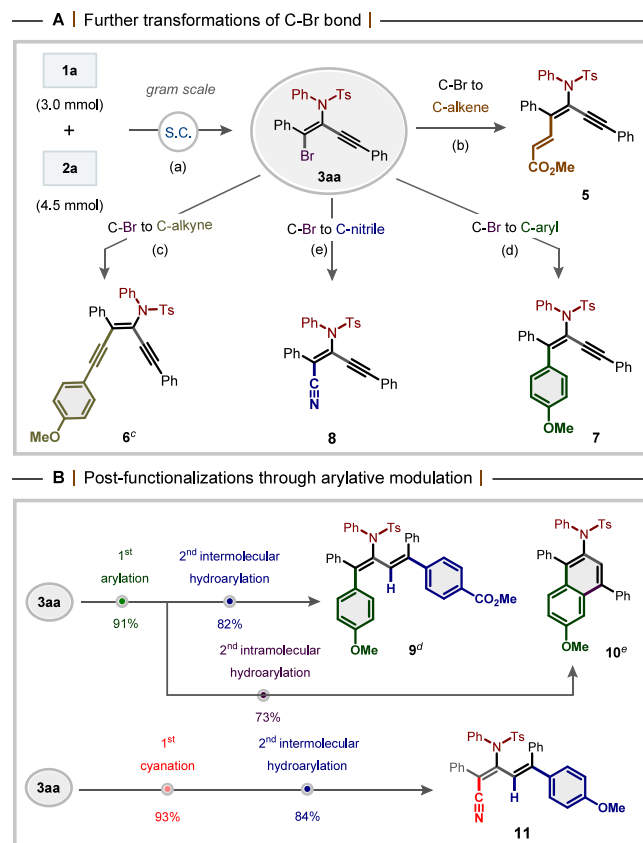 A | Further transformations of C-Br bond
1a
(3.0 mmol)
+
2a
(4.5 mmol)
gram scale
S.C.
(a)
Ph
N
Ts
Ph
Br
Ph
3aa
C-Br to
C-alkene
(b)
Ph
N
Ts
Ph
Ph
CO₂Me
5
C-Br to C-alkyne
(c)
C-Br to C-nitrile
(e)
C-Br to C-aryl
(d)
Ph
N
Ts
Ph
Ph
MeO
6ᶜ
Ph
N
Ts
Ph
C
N
Ph
8
Ph
N
Ts
Ph
Ph
OMe
7
B | Post-functionalizations through arylative modulation
3aa
1st
arylation
91%
2nd intermolecular
hydroarylation
82%
Ph
N
Ts
Ph
Ph
H
CO₂Me
OMe
9ᵈ
2nd intramolecular
hydroarylation
73%
Ph
N
Ts
Ph
Ph
OMe
10ᵉ
3aa
1st
cyanation
93%
2nd intermolecular
hydroarylation
84%
Ph
N
Ts
Ph
Ph
H
C
N
OMe
11